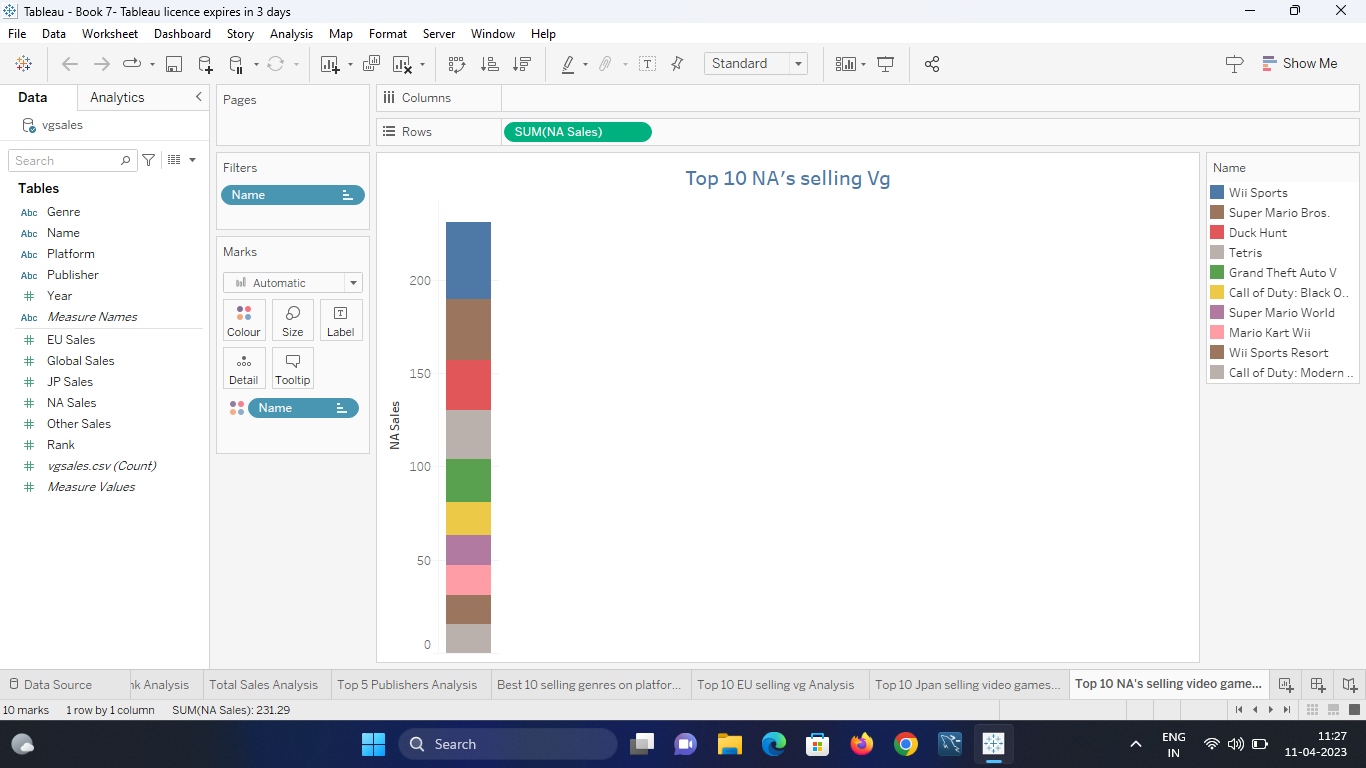 Tableau - Book 7- Tableau licence expires in 3 days
File Data Worksheet Dashboard Story Analysis Map Format Server Window Help
Standard
Show Me
Data Analytics
vgsales
Search
Tables
Abc Genre
Abc Name
Abc Platform
Abc Publisher
# Year
Abc Measure Names
# EU Sales
# Global Sales
# JP Sales
# NA Sales
# Other Sales
# Rank
# vgsales.csv (Count)
# Measure Values
Pages
Filters
Name
Marks
Automatic
Colour Size Label
Detail Tooltip
Name
Columns
Rows SUM(NA Sales)
Top 10 NA’s selling Vg
NA Sales
200
150
100
50
0
Name
Wii Sports
Super Mario Bros.
Duck Hunt
Tetris
Grand Theft Auto V
Call of Duty: Black O..
Super Mario World
Mario Kart Wii
Wii Sports Resort
Call of Duty: Modern ..
Data Source nk Analysis Total Sales Analysis Top 5 Publishers Analysis Best 10 selling genres on platfor... Top 10 EU selling vg Analysis Top 10 Jpan selling video games... Top 10 NA's selling video game...
10 marks 1 row by 1 column SUM(NA Sales): 231.29
Search
ENG
IN
11:27
11-04-2023